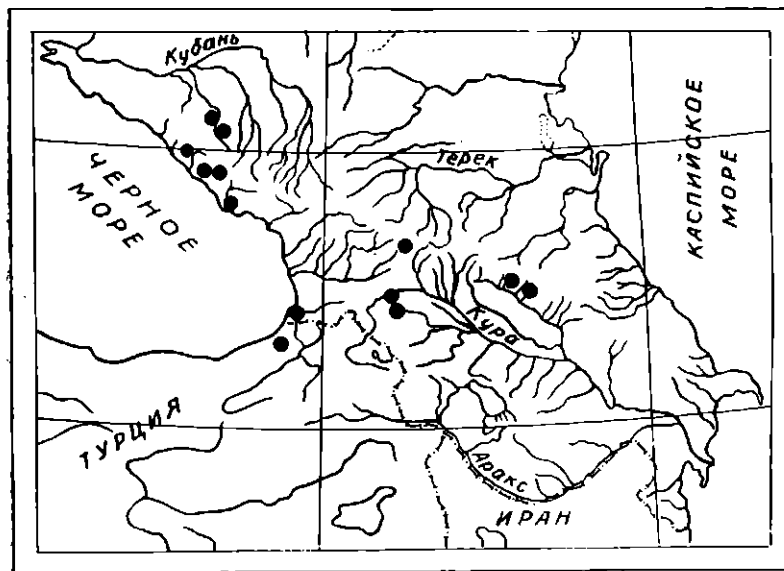 Кубань
ЧЕРНОЕ
МОРЕ
Терек
КАСПИЙСКОЕ
МОРЕ
Кура
ТУРЦИЯ
Аракс
ИРАН